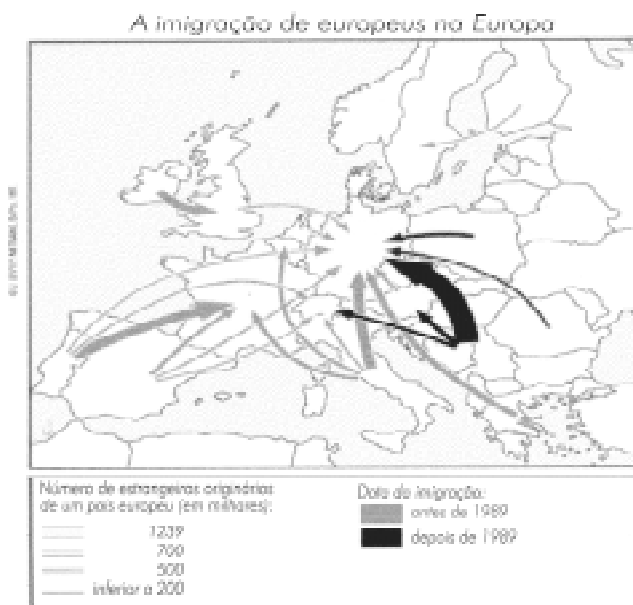 A imigração de europeus na Europa
Número de estrangeiros originários
de um país europeu (em milhares):
1239
700
500
inferior a 200
Data da imigração:
antes de 1989
depois de 1989